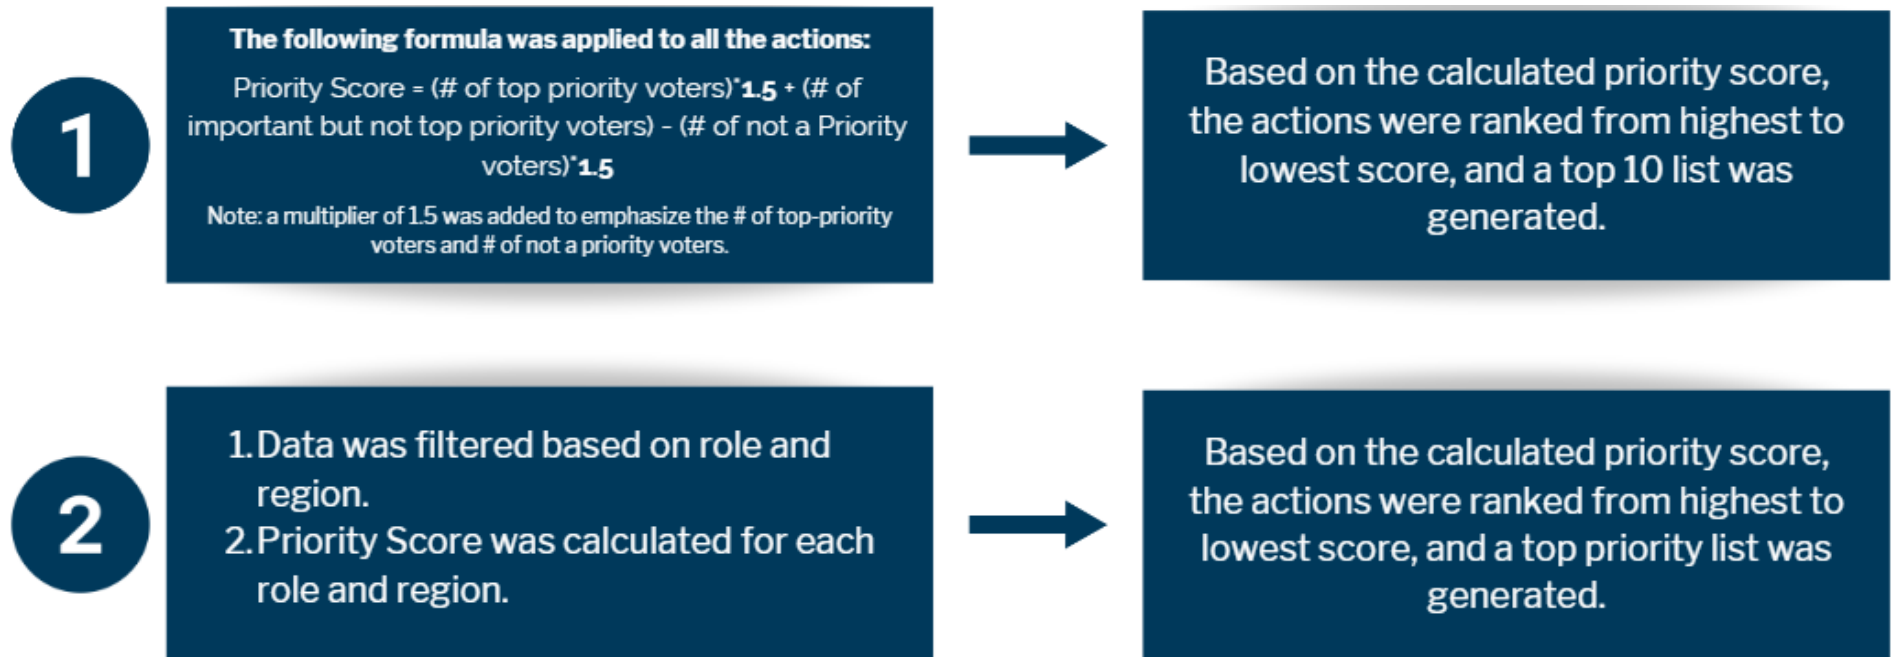 1
The following formula was applied to all the actions:
Priority Score = (# of top priority voters)*1.5 + (# of
important but not top priority voters) - (# of not a Priority
voters)*1.5
Note: a multiplier of 1.5 was added to emphasize the # of top-priority
voters and # of not a priority voters.
Based on the calculated priority score,
the actions were ranked from highest to
lowest score, and a top 10 list was
generated.
2
1. Data was filtered based on role and
region.
2. Priority Score was calculated for each
role and region.
Based on the calculated priority score,
the actions were ranked from highest to
lowest score, and a top priority list was
generated.